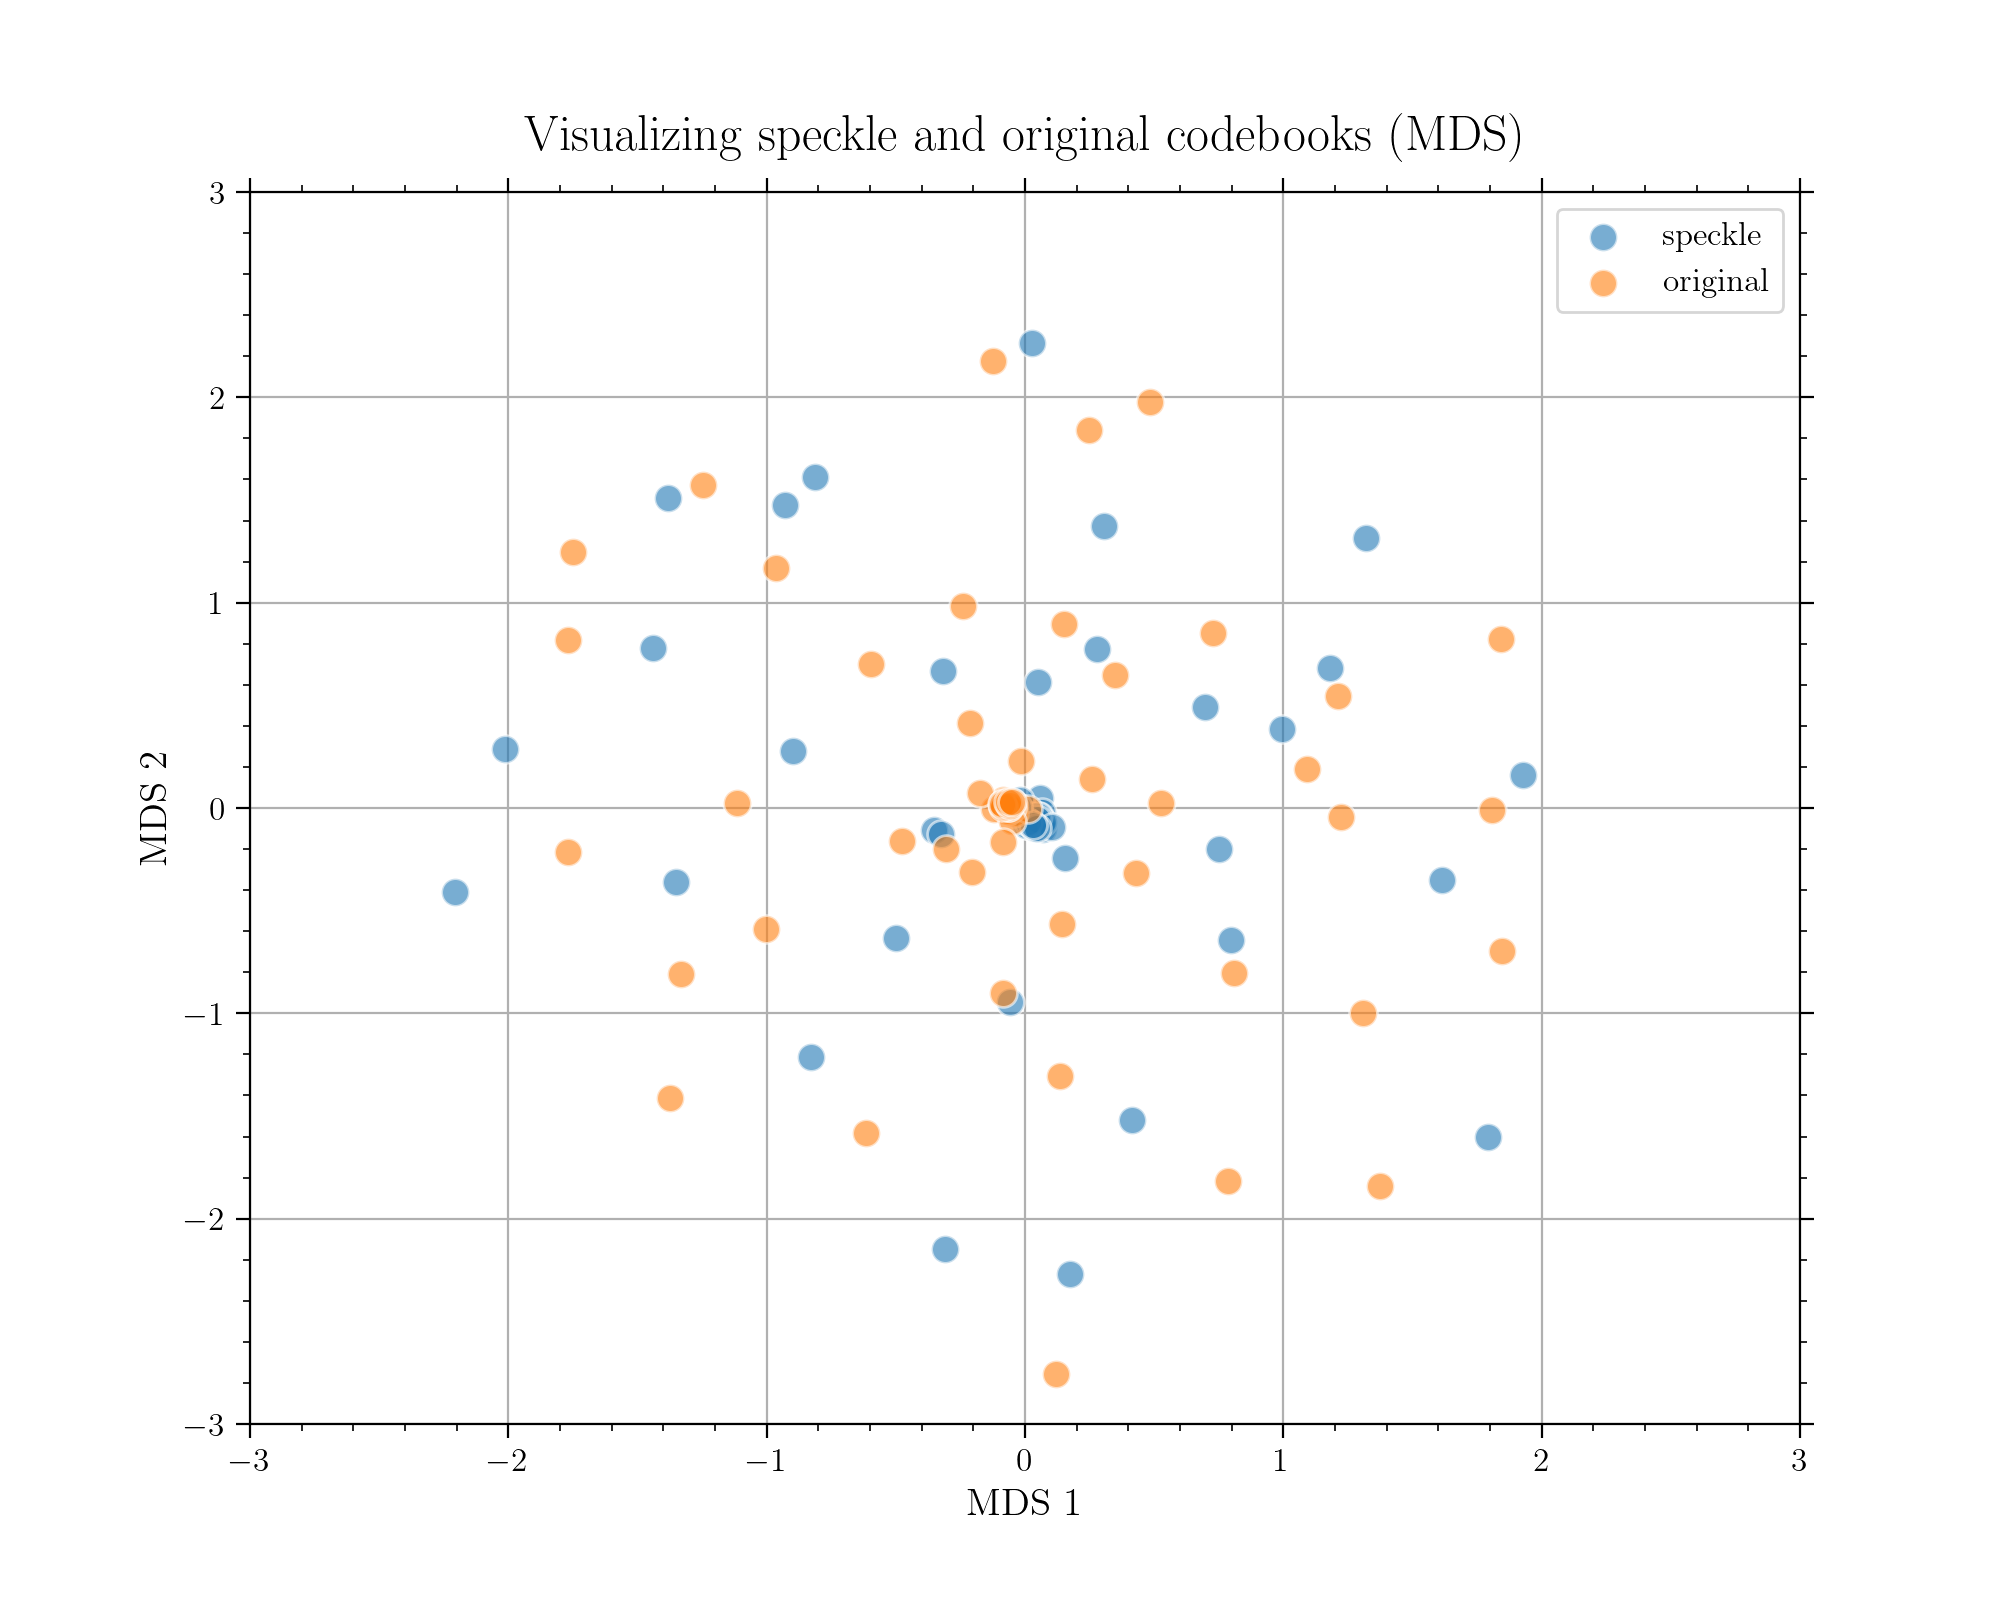 Visualizing speckle and original codebooks (MDS)
speckle
original
3
2
1
0
−1
−2
−3
MDS 2
−3
−2
−1
0
1
2
3
MDS 1